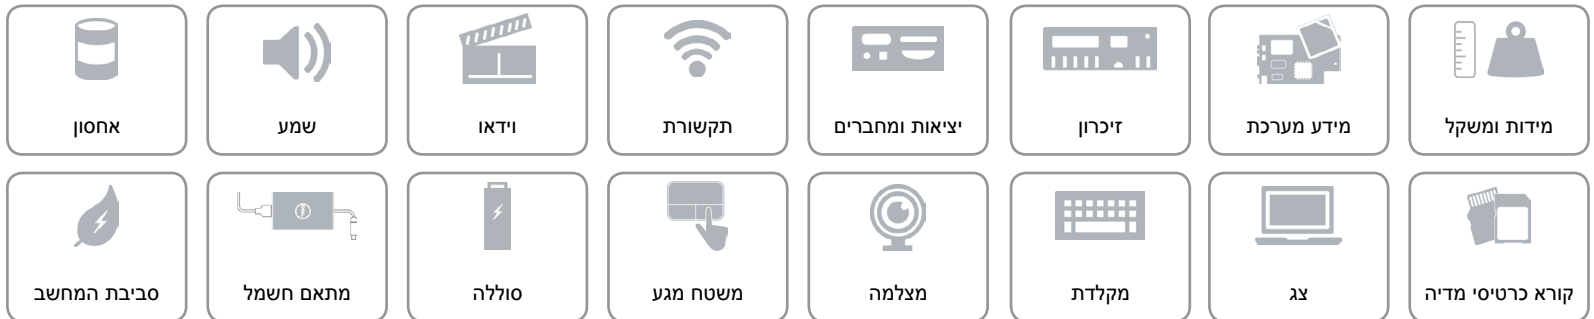 מידות ומשקל
מידע מערכת
זיכרון
יציאות ומחברים
תקשורת
וידאו
שמע
אחסון
קורא כרטיסי מדיה
צג
מקלדת
מצלמה
משטח מגע
סוללה
מתאם חשמל
סביבת המחשב